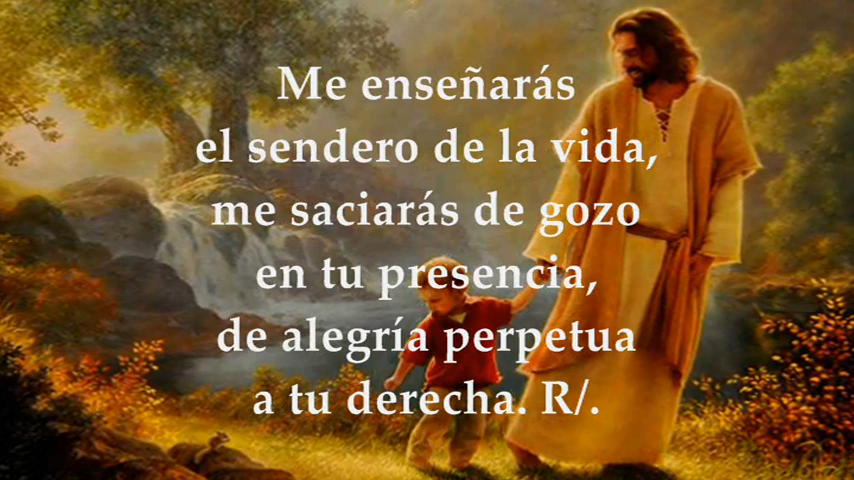 Me enseñarás
el sendero de la vida,
me saciarás de gozo
en tu presencia,
de alegría perpetua
a tu derecha. R/.